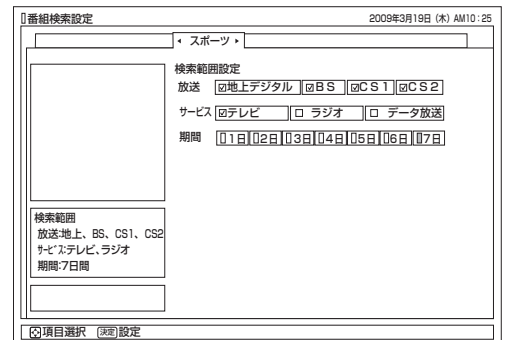 番組検索設定 2009年3月19日 (木) AM10:25
スポーツ
検索範囲設定
放送 ☑地上デジタル ☑BS ☑CS1 ☑CS2
サービス ☑テレビ □ ラジオ □ データ放送
期間 1日 2日 3日 4日 5日 6日 7日
検索範囲
放送:地上、BS、CS1、CS2
サービス:テレビ、ラジオ
期間:7日間
項目選択 決定 設定